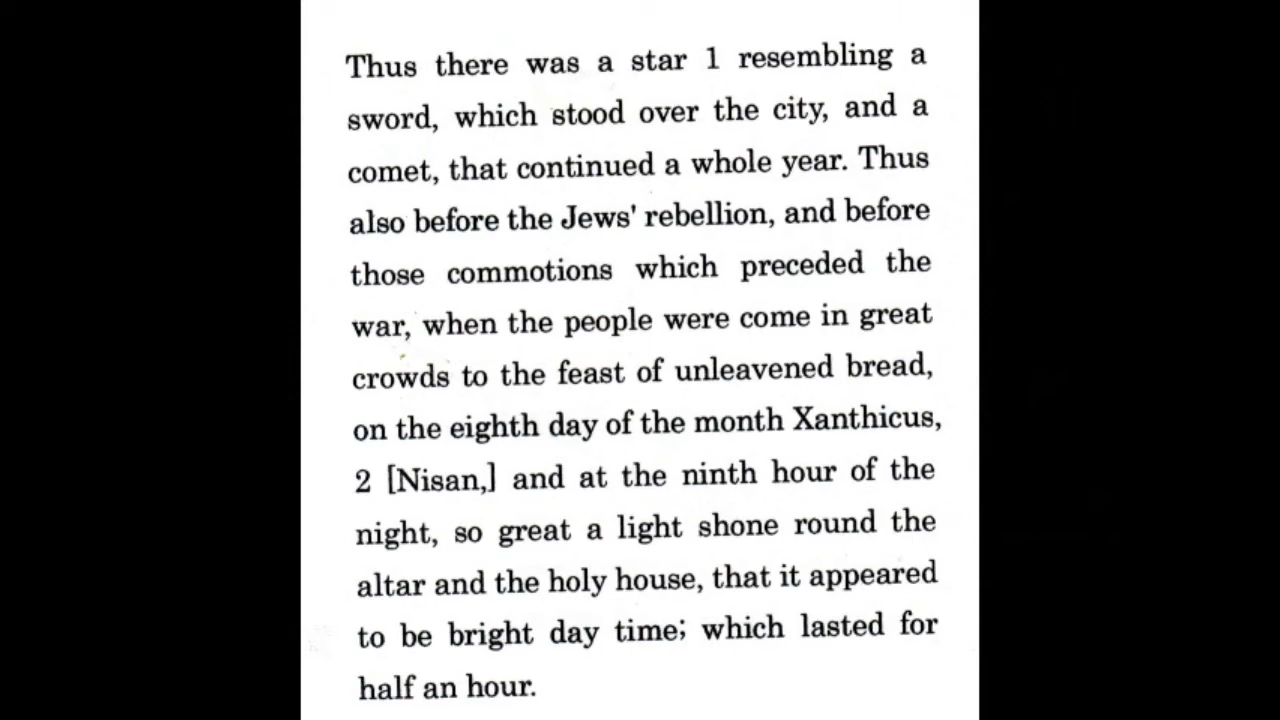 Thus there was a star 1 resembling a
sword, which stood over the city, and a
comet, that continued a whole year. Thus
also before the Jews' rebellion, and before
those commotions which preceded the
war, when the people were come in great
crowds to the feast of unleavened bread,
on the eighth day of the month Xanthicus,
2 [Nisan,] and at the ninth hour of the
night, so great a light shone round the
altar and the holy house, that it appeared
to be bright day time; which lasted for
half an hour.